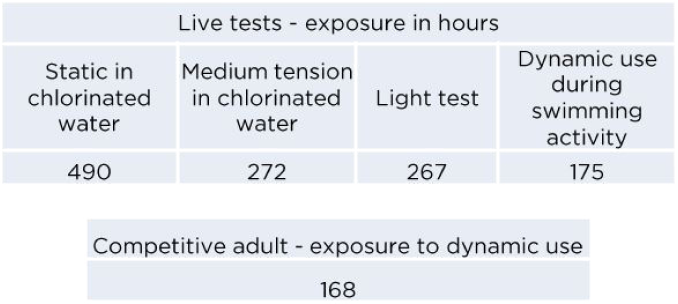 Live tests - exposure in hours
Static in
chlorinated
water
Medium tension
in chlorinated
water
Light test
Dynamic use
during
swimming
activity
490
272
267
175
Competitive adult - exposure to dynamic use
168